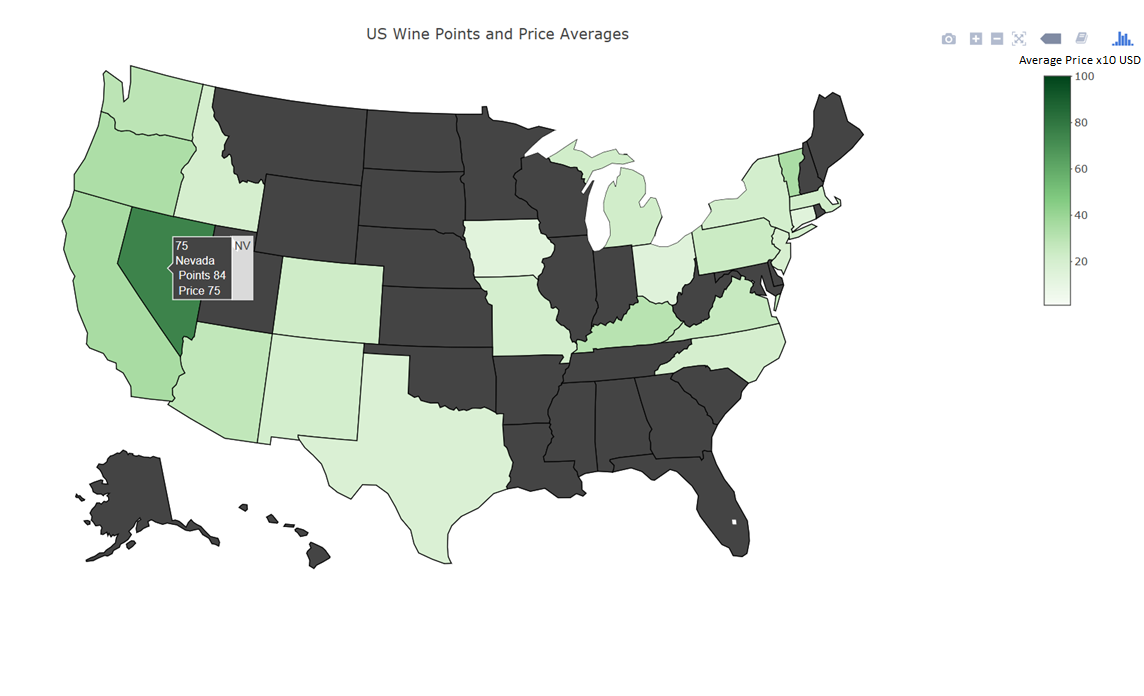 US Wine Points and Price Averages
Average Price x10 USD
100
80
60
40
20
75
NV
Nevada
Points 84
Price 75